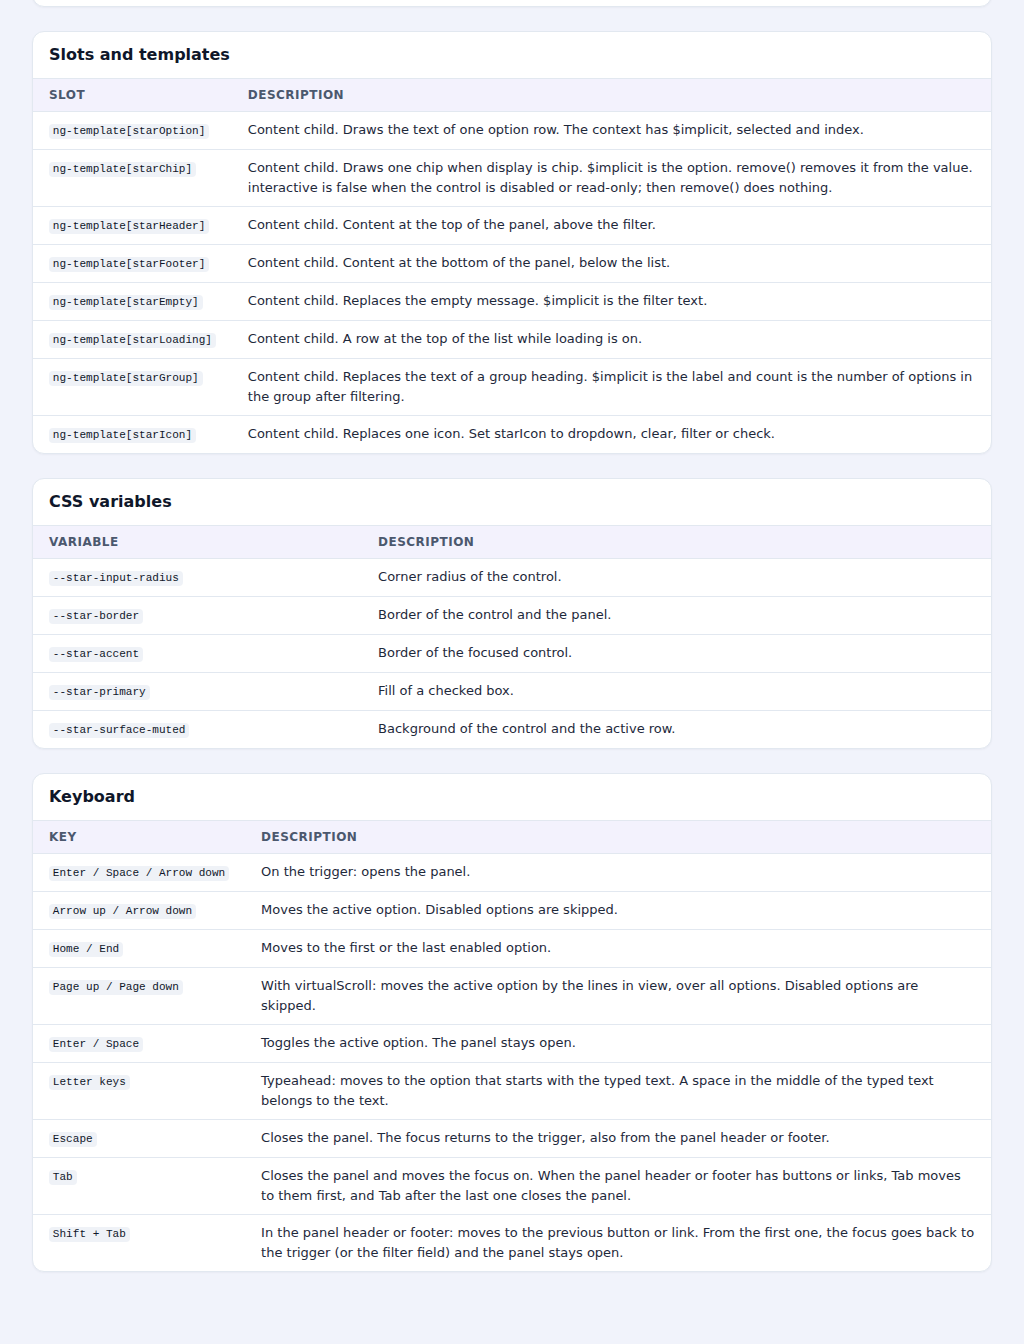 Slots and templates
SLOT DESCRIPTION
ng-template[starOption] Content child. Draws the text of one option row. The context has $implicit, selected and index.
ng-template[starChip] Content child. Draws one chip when display is chip. $implicit is the option. remove() removes it from the value.
interactive is false when the control is disabled or read-only; then remove() does nothing.
ng-template[starHeader] Content child. Content at the top of the panel, above the filter.
ng-template[starFooter] Content child. Content at the bottom of the panel, below the list.
ng-template[starEmpty] Content child. Replaces the empty message. $implicit is the filter text.
ng-template[starLoading] Content child. A row at the top of the list while loading is on.
ng-template[starGroup] Content child. Replaces the text of a group heading. $implicit is the label and count is the number of options in
the group after filtering.
ng-template[starIcon] Content child. Replaces one icon. Set starIcon to dropdown, clear, filter or check.
CSS variables
VARIABLE DESCRIPTION
--star-input-radius Corner radius of the control.
--star-border Border of the control and the panel.
--star-accent Border of the focused control.
--star-primary Fill of a checked box.
--star-surface-muted Background of the control and the active row.
Keyboard
KEY DESCRIPTION
Enter / Space / Arrow down On the trigger: opens the panel.
Arrow up / Arrow down Moves the active option. Disabled options are skipped.
Home / End Moves to the first or the last enabled option.
Page up / Page down With virtualScroll: moves the active option by the lines in view, over all options. Disabled options are
skipped.
Enter / Space Toggles the active option. The panel stays open.
Letter keys Typeahead: moves to the option that starts with the typed text. A space in the middle of the typed text
belongs to the text.
Escape Closes the panel. The focus returns to the trigger, also from the panel header or footer.
Tab Closes the panel and moves the focus on. When the panel header or footer has buttons or links, Tab moves
to them first, and Tab after the last one closes the panel.
Shift + Tab In the panel header or footer: moves to the previous button or link. From the first one, the focus goes back to
the trigger (or the filter field) and the panel stays open.